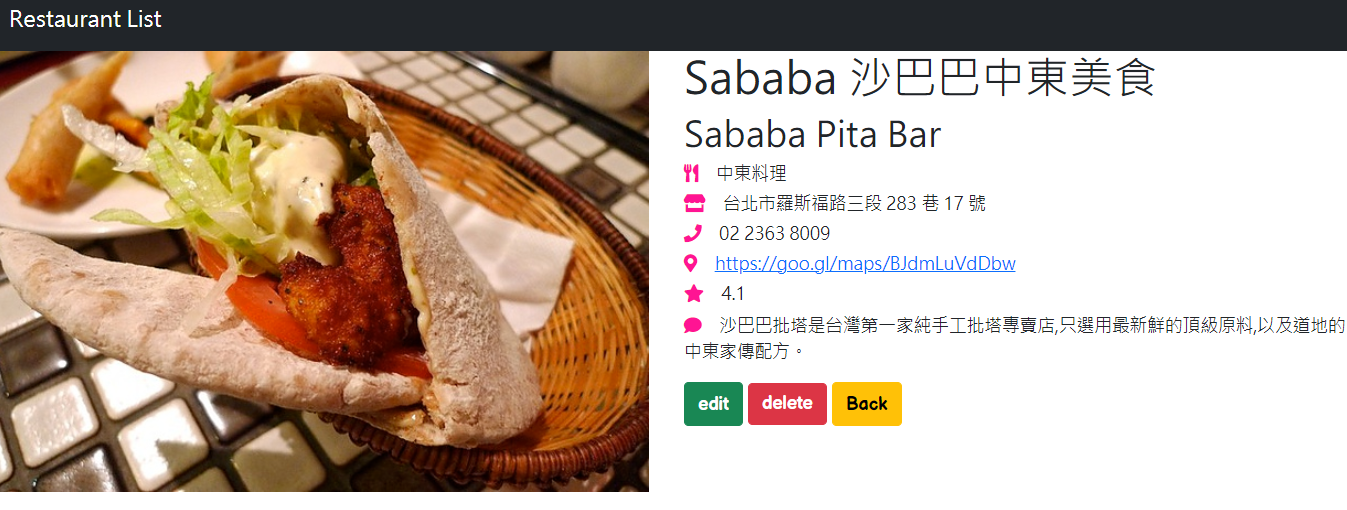 Restaurant List
Sababa 沙巴巴中東美食
Sababa Pita Bar
中東料理
台北市羅斯福路三段 283 巷 17 號
02 2363 8009
https://goo.gl/maps/BJdmLuVdDbw
4.1
沙巴巴批塔是台灣第一家純手工批塔專賣店,只選用最新鮮的頂級原料,以及道地的
中東家傳配方。
edit delete Back